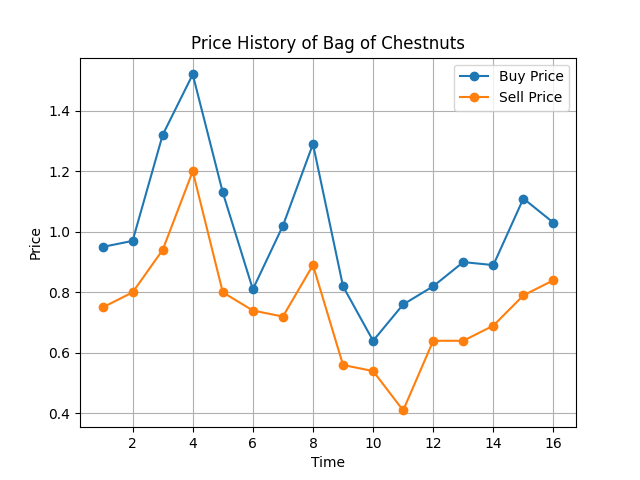 Price History of Bag of Chestnuts
Buy Price
Sell Price
Price
1.4
1.2
1.0
0.8
0.6
0.4
2 4 6 8 10 12 14 16
Time